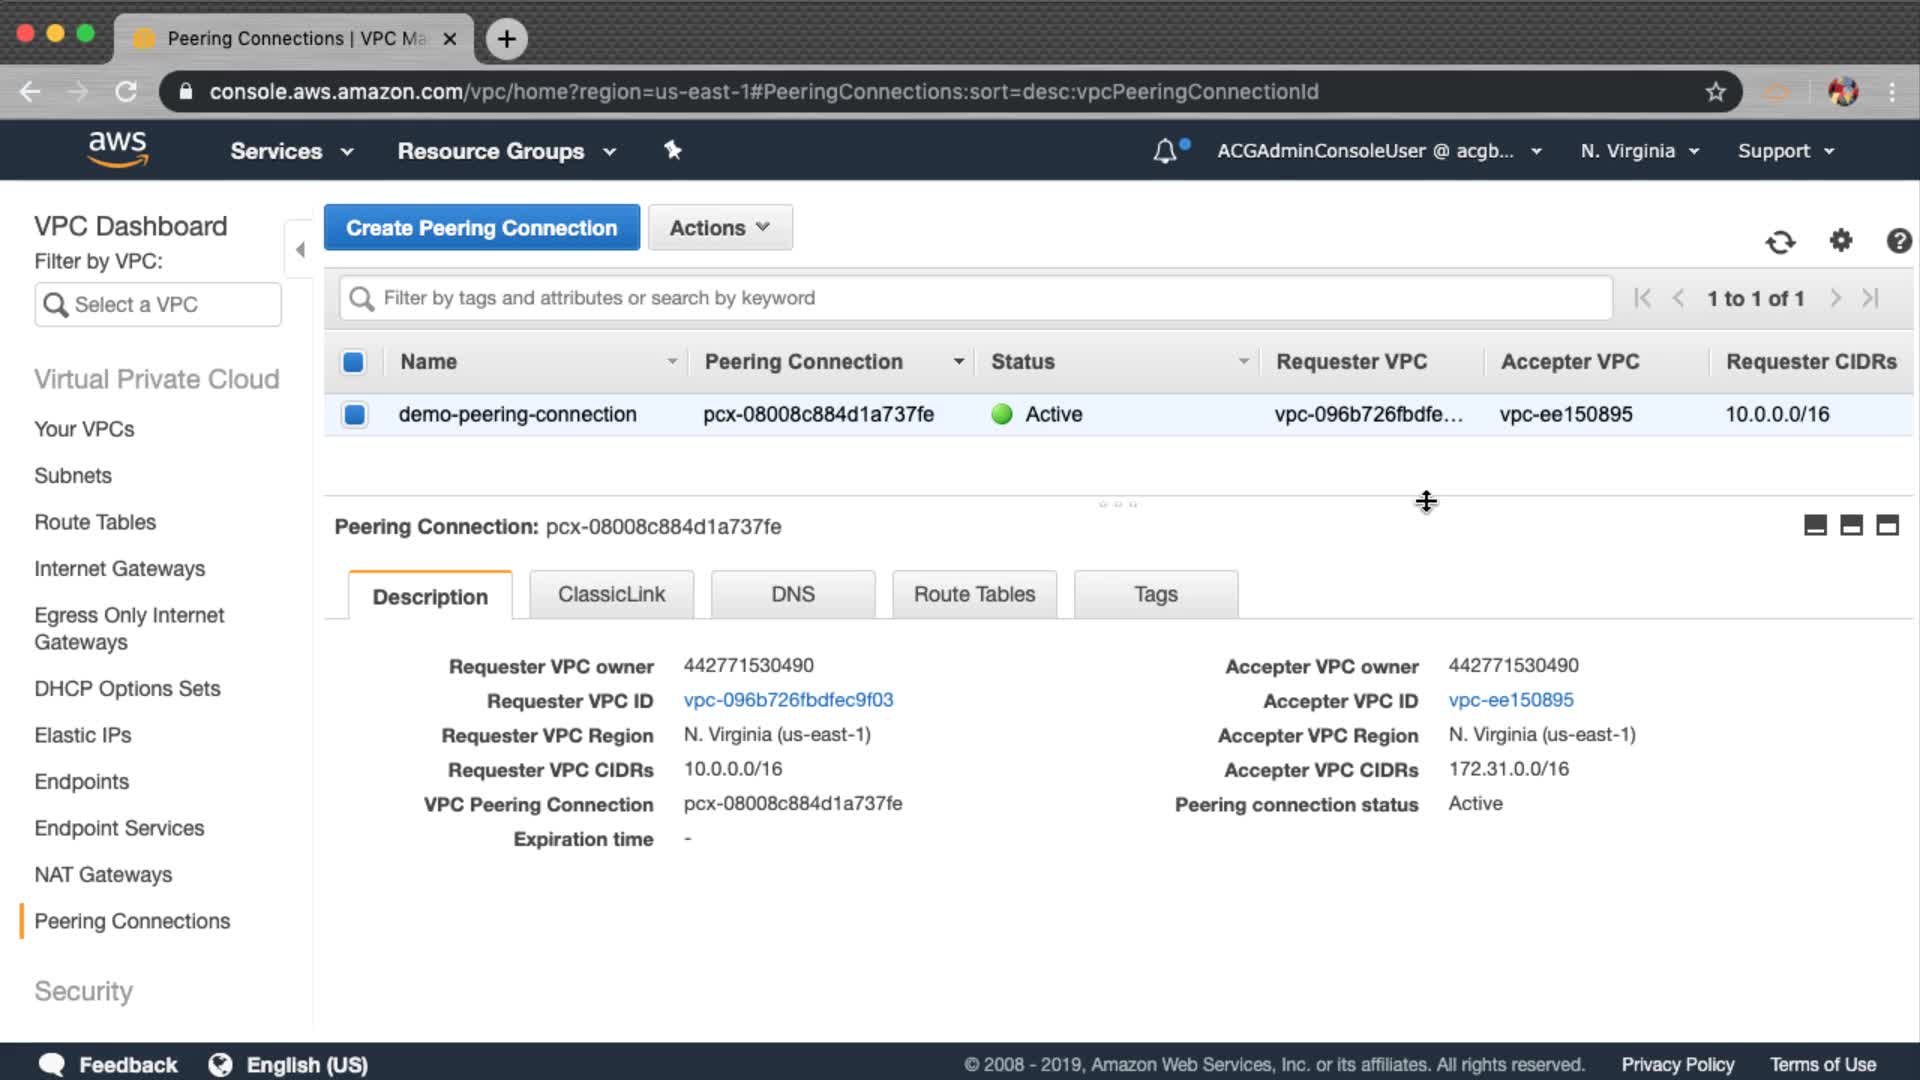 Peering Connections | VPC Ma
console.aws.amazon.com/vpc/home?region=us-east-1#PeeringConnections:sort=desc:vpcPeeringConnectionId
aws
Services
Resource Groups
ACGAdminConsoleUser @ acgb...
N. Virginia
Support
VPC Dashboard
Filter by VPC:
Select a VPC
Virtual Private Cloud
Your VPCs
Subnets
Route Tables
Internet Gateways
Egress Only Internet
Gateways
DHCP Options Sets
Elastic IPs
Endpoints
Endpoint Services
NAT Gateways
Peering Connections
Security
Create Peering Connection
Actions
Filter by tags and attributes or search by keyword
1 to 1 of 1
Name Peering Connection Status Requester VPC Accepter VPC Requester CIDRs
demo-peering-connection pcx-08008c884d1a737fe Active vpc-096b726fbdfe... vpc-ee150895 10.0.0.0/16
Peering Connection: pcx-08008c884d1a737fe
Description
ClassicLink
DNS
Route Tables
Tags
Requester VPC owner 442771530490
Requester VPC ID vpc-096b726fbdfec9f03
Requester VPC Region N. Virginia (us-east-1)
Requester VPC CIDRs 10.0.0.0/16
VPC Peering Connection pcx-08008c884d1a737fe
Expiration time -
Accepter VPC owner 442771530490
Accepter VPC ID vpc-ee150895
Accepter VPC Region N. Virginia (us-east-1)
Accepter VPC CIDRs 172.31.0.0/16
Peering connection status Active
Feedback
English (US)
© 2008 - 2019, Amazon Web Services, Inc. or its affiliates. All rights reserved.
Privacy Policy
Terms of Use